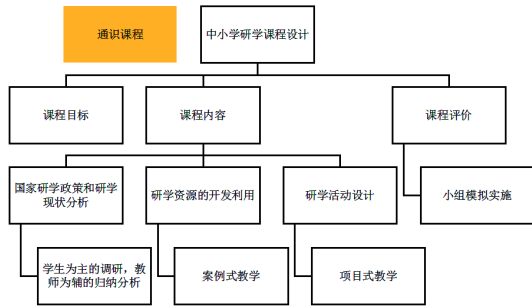 通识课程
中小学研学课程设计
课程目标
课程内容
课程评价
国家研学政策和研学
现状分析
研学资源的开发利用
研学活动设计
小组模拟实施
学生为主的调研，教
师为辅的归纳分析
案例式教学
项目式教学